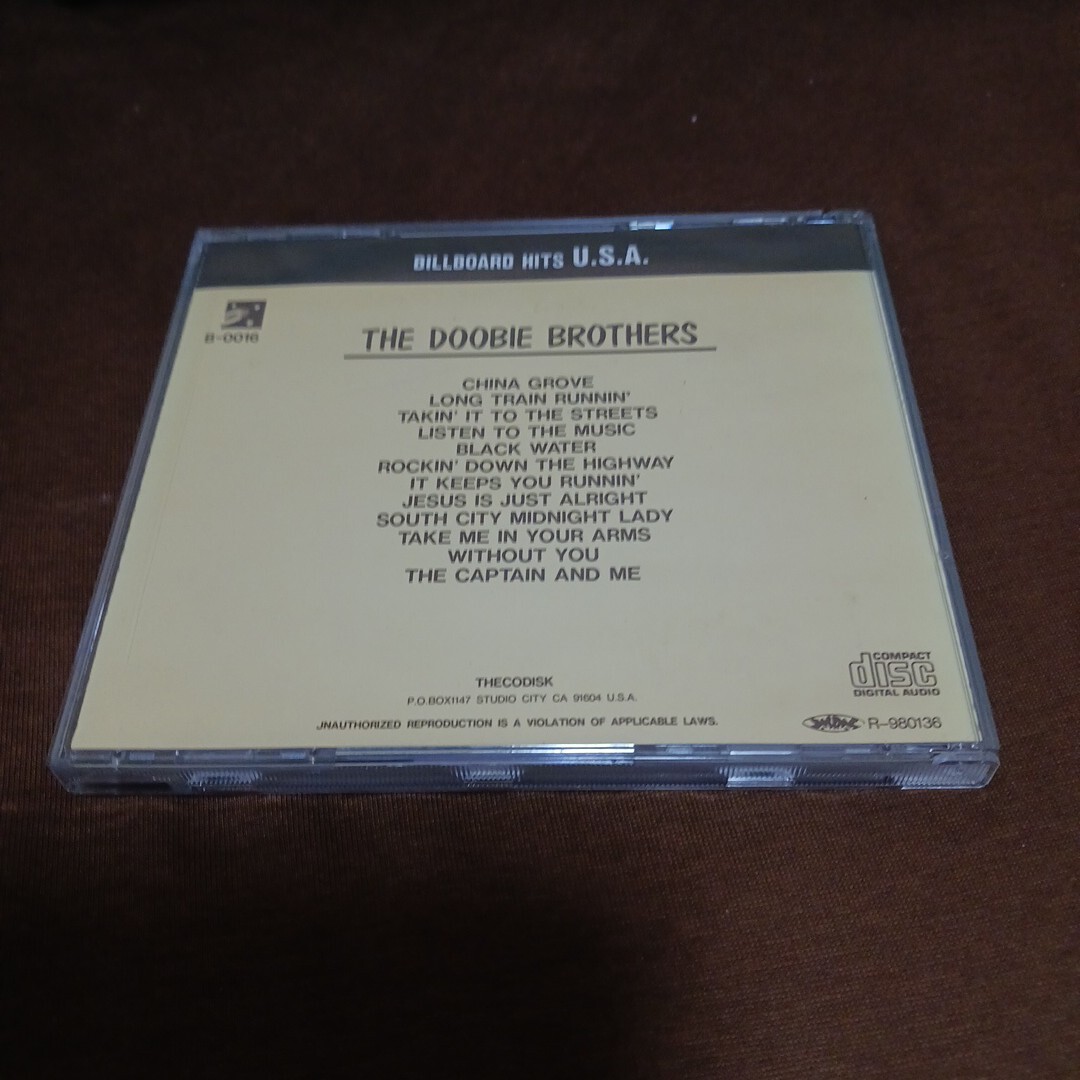 BILLBOARD HITS U.S.A.
B-0016
THE DOOBIE BROTHERS
CHINA GROVE
LONG TRAIN RUNNIN'
TAKIN' IT TO THE STREETS
LISTEN TO THE MUSIC
BLACK WATER
ROCKIN' DOWN THE HIGHWAY
IT KEEPS YOU RUNNIN'
JESUS IS JUST ALRIGHT
SOUTH CITY MIDNIGHT LADY
TAKE ME IN YOUR ARMS
WITHOUT YOU
THE CAPTAIN AND ME
THECODISK
P.O.BOX1147 STUDIO CITY CA 91604 U.S.A.
UNAUTHORIZED REPRODUCTION IS A VIOLATION OF APPLICABLE LAWS.
COMPACT
disc
DIGITAL AUDIO
R-980136